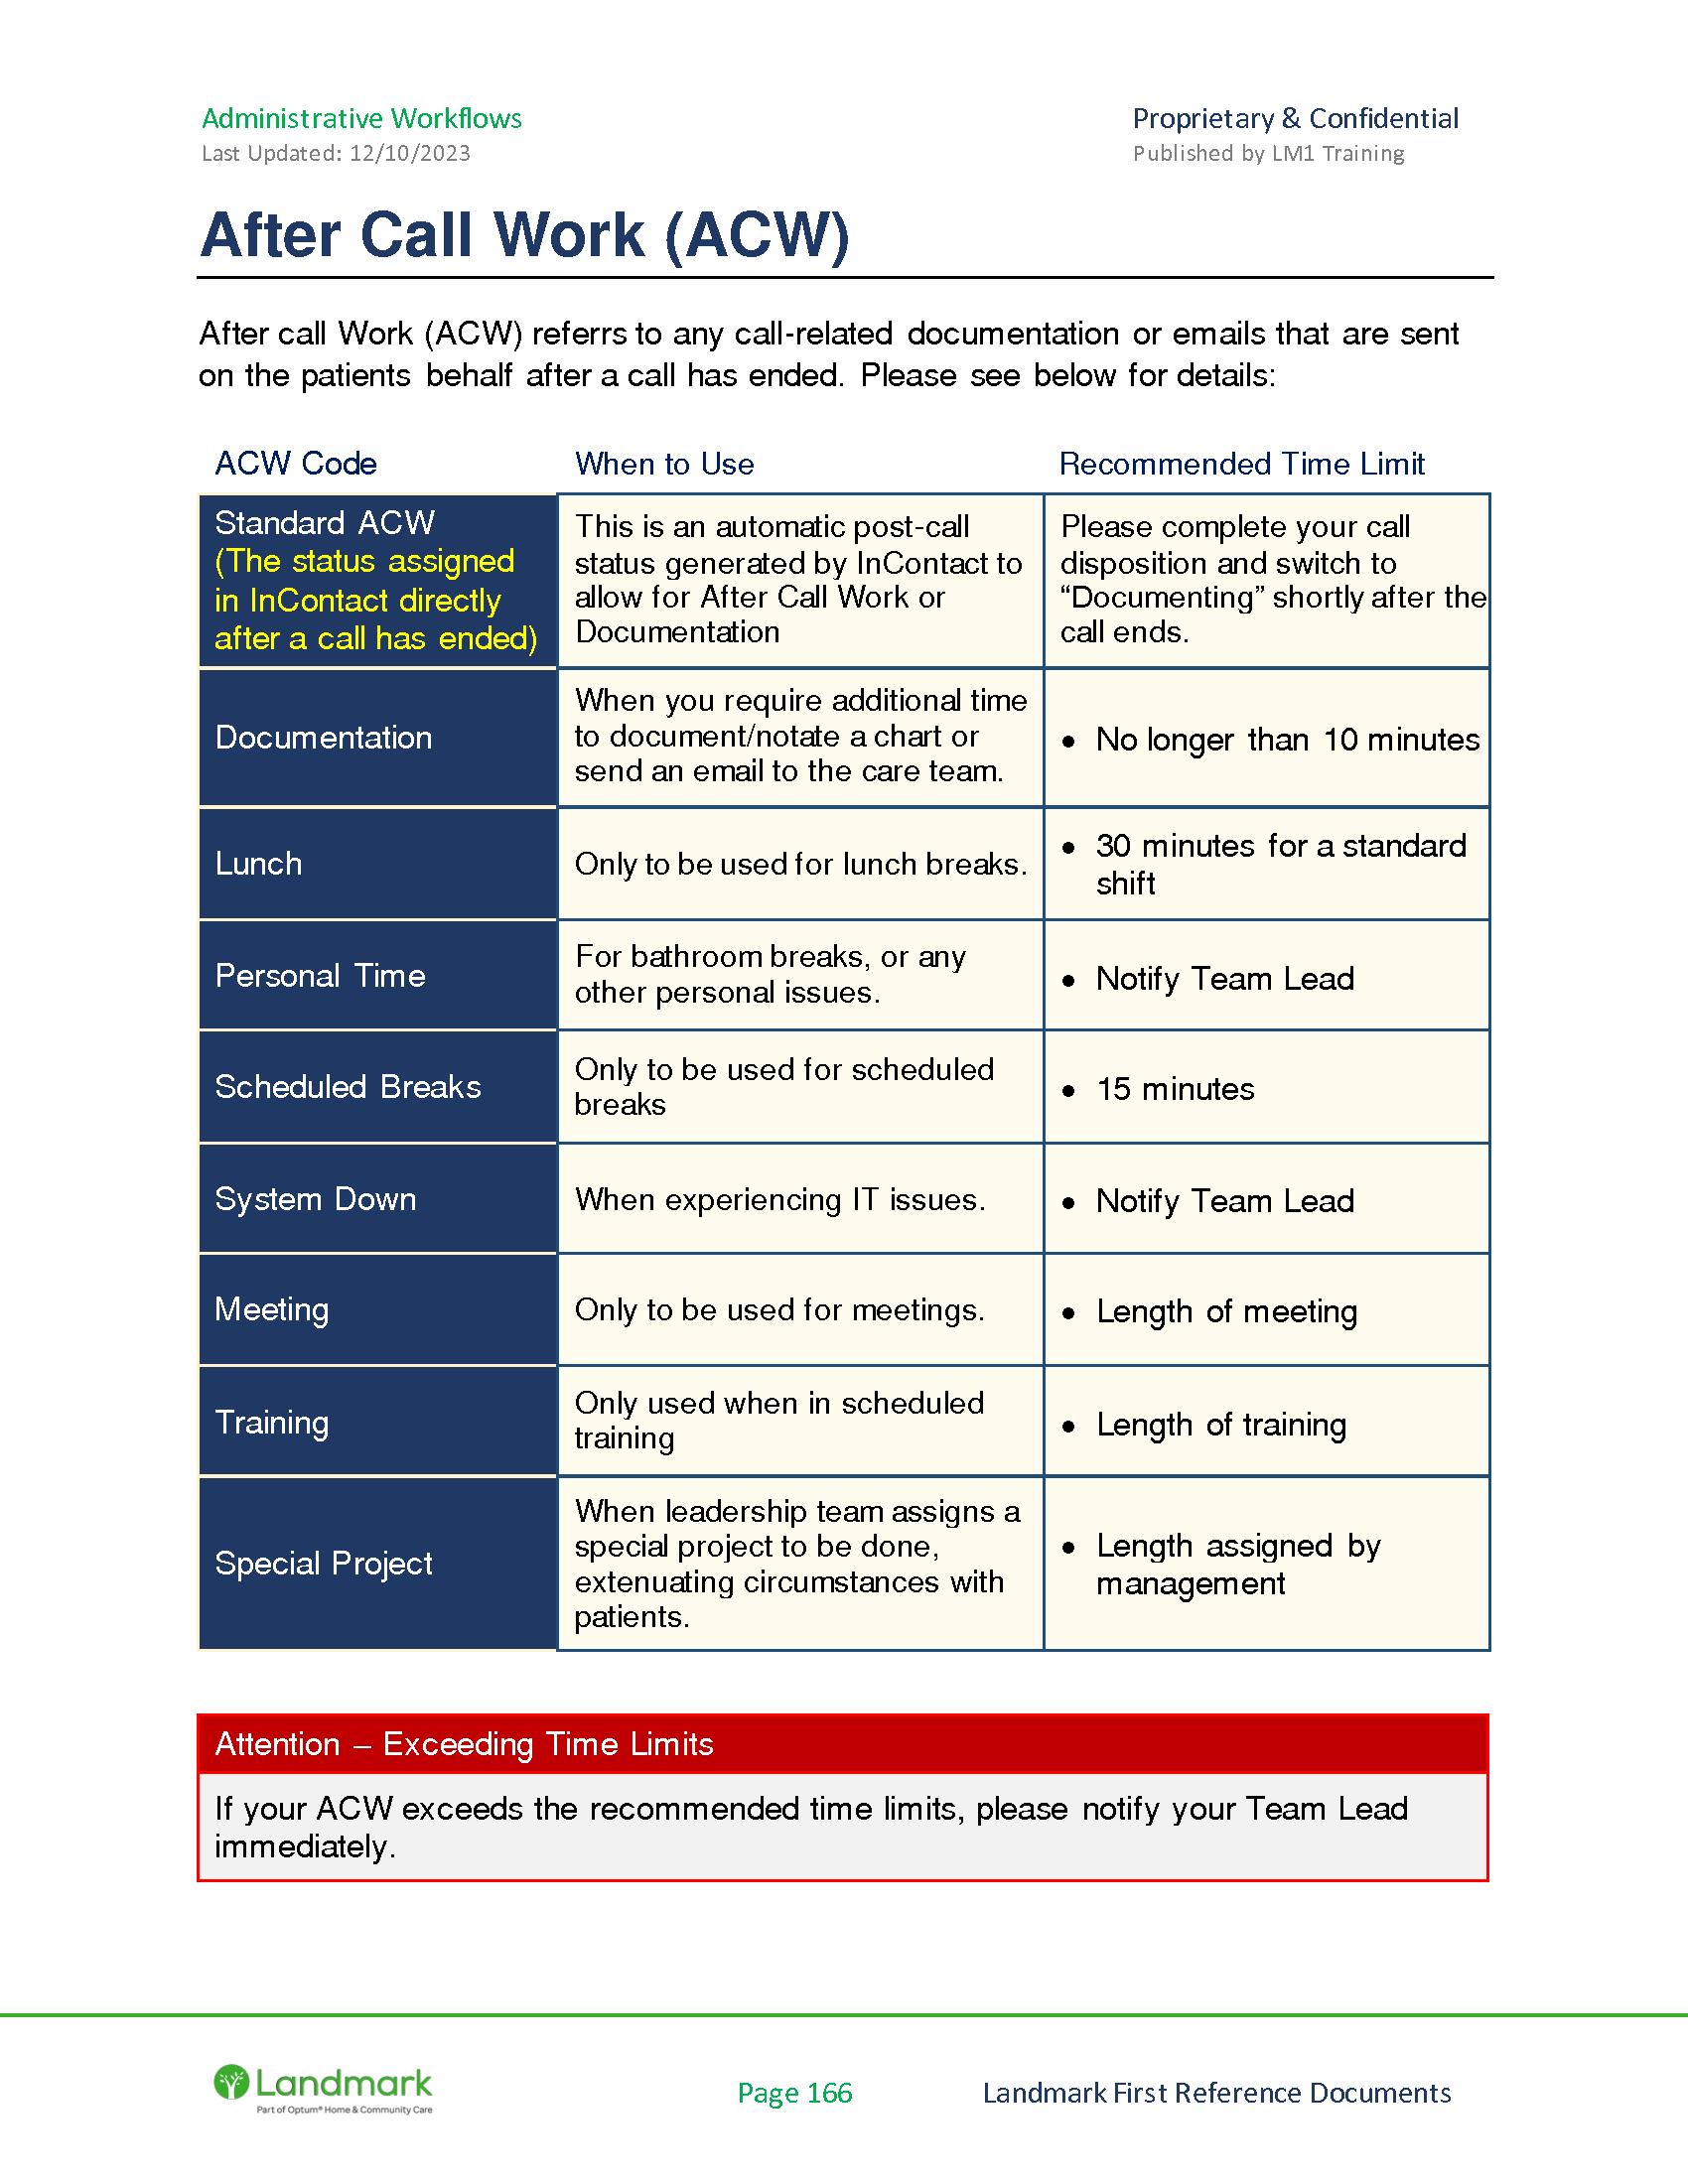 Administrative Workflows
Proprietary & Confidential
Last Updated: 12/10/2023
Published by LM1 Training
After Call Work (ACW)
After call Work (ACW) referrs to any call-related documentation or emails that are sent
on the patients behalf after a call has ended. Please see below for details:
ACW Code
When to Use
Recommended Time Limit
Standard ACW
(The status assigned
in InContact directly
after a call has ended)
This is an automatic post-call
status generated by InContact to
allow for After Call Work or
Documentation
Please complete your call
disposition and switch to
“Documenting” shortly after the
call ends.
Documentation
When you require additional time
to document/notate a chart or
send an email to the care team.
• No longer than 10 minutes
Lunch
Only to be used for lunch breaks.
• 30 minutes for a standard
shift
Personal Time
For bathroom breaks, or any
other personal issues.
• Notify Team Lead
Scheduled Breaks
Only to be used for scheduled
breaks
• 15 minutes
System Down
When experiencing IT issues.
• Notify Team Lead
Meeting
Only to be used for meetings.
• Length of meeting
Training
Only used when in scheduled
training
• Length of training
Special Project
When leadership team assigns a
special project to be done,
extenuating circumstances with
patients.
• Length assigned by
management
Attention – Exceeding Time Limits
If your ACW exceeds the recommended time limits, please notify your Team Lead
immediately.
Landmark
Part of Optum® Home & Community Care
Page 166
Landmark First Reference Documents